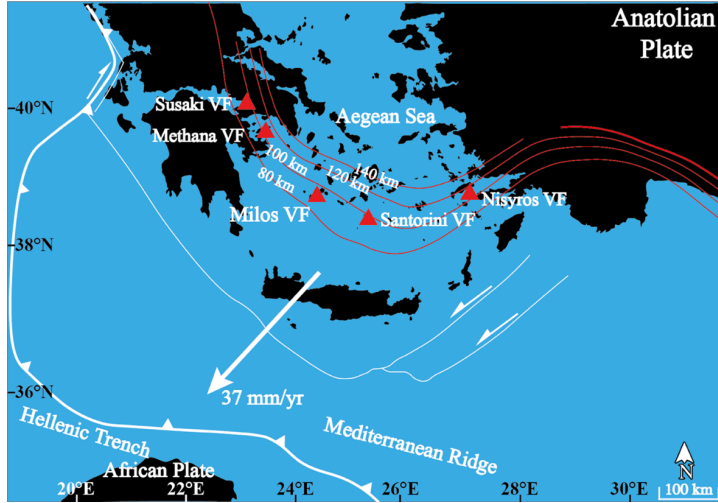 Anatolian
Plate
40°N
Susaki VF
Aegean Sea
Methana VF
100 km
140 km
120 km
80 km
Nisyros VF
Milos VF
Santorini VF
38°N
37 mm/yr
36°N
Hellenic Trench
Mediterranean Ridge
African Plate
N
20°E
22°E
24°E
26°E
28°E
30°E
100 km